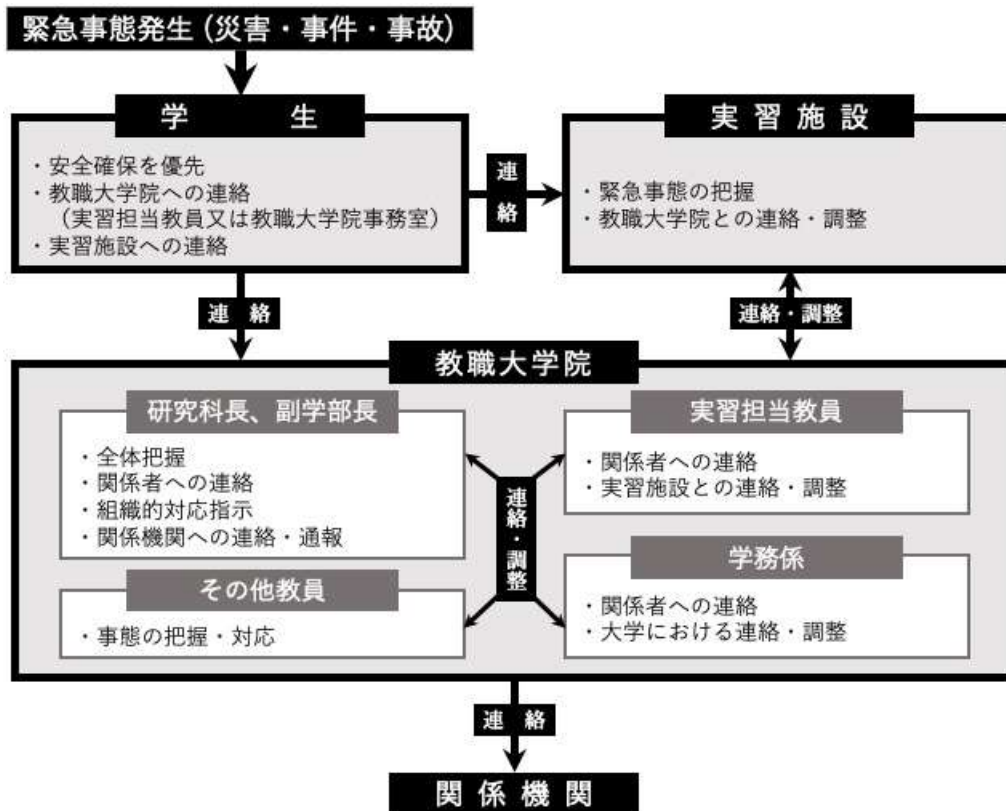 緊急事態発生(災害・事件・事故)
学生
・安全確保を優先
・教職大学院への連絡
(実習担当教員又は教職大学院事務室)
・実習施設への連絡
連絡
実習施設
・緊急事態の把握
・教職大学院との連絡・調整
連絡
連絡・調整
教職大学院
研究科長、副学部長
・全体把握
・関係者への連絡
・組織的対応指示
・関係機関への連絡・通報
実習担当教員
・関係者への連絡
・実習施設との連絡・調整
連絡・調整
その他教員
・事態の把握・対応
学務係
・関係者への連絡
・大学における連絡・調整
連絡
関係機関